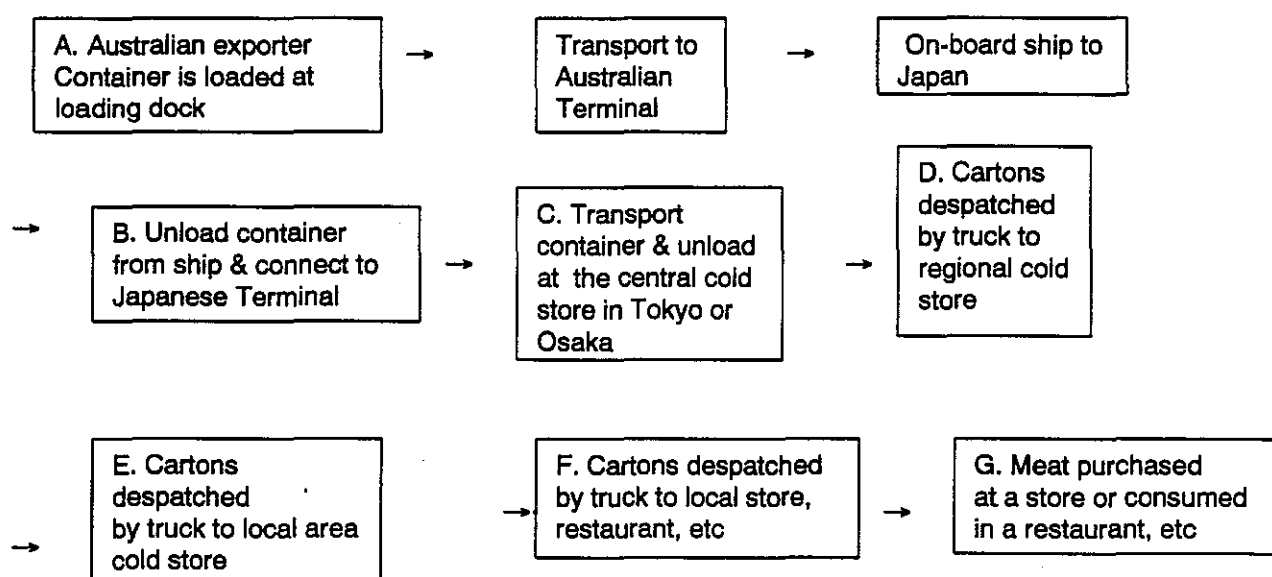 A. Australian exporter
Container is loaded at
loading dock
→
Transport to
Australian
Terminal
→
On-board ship to
Japan
→
B. Unload container
from ship & connect to
Japanese Terminal
→
C. Transport
container & unload
at the central cold
store in Tokyo or
Osaka
→
D. Cartons
despatched
by truck to
regional cold
store
→
E. Cartons
despatched
by truck to local area
cold store
→
F. Cartons despatched
by truck to local store,
restaurant, etc
→
G. Meat purchased
at a store or consumed
in a restaurant, etc